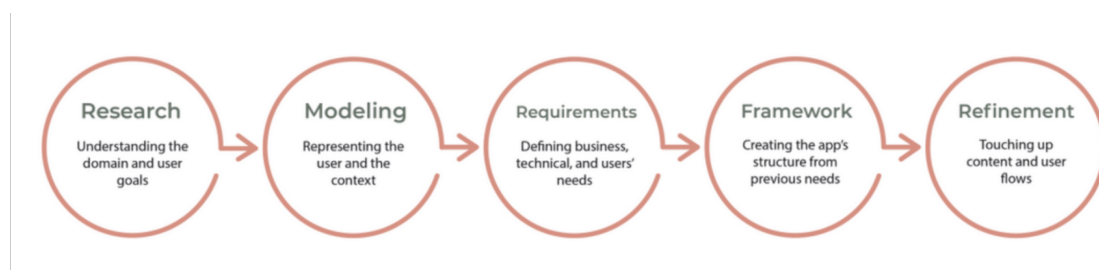 Research
Understanding the
domain and user
goals
Modeling
Representing the
user and the
context
Requirements
Defining business,
technical, and users’
needs
Framework
Creating the app’s
structure from
previous needs
Refinement
Touching up
content and user
flows